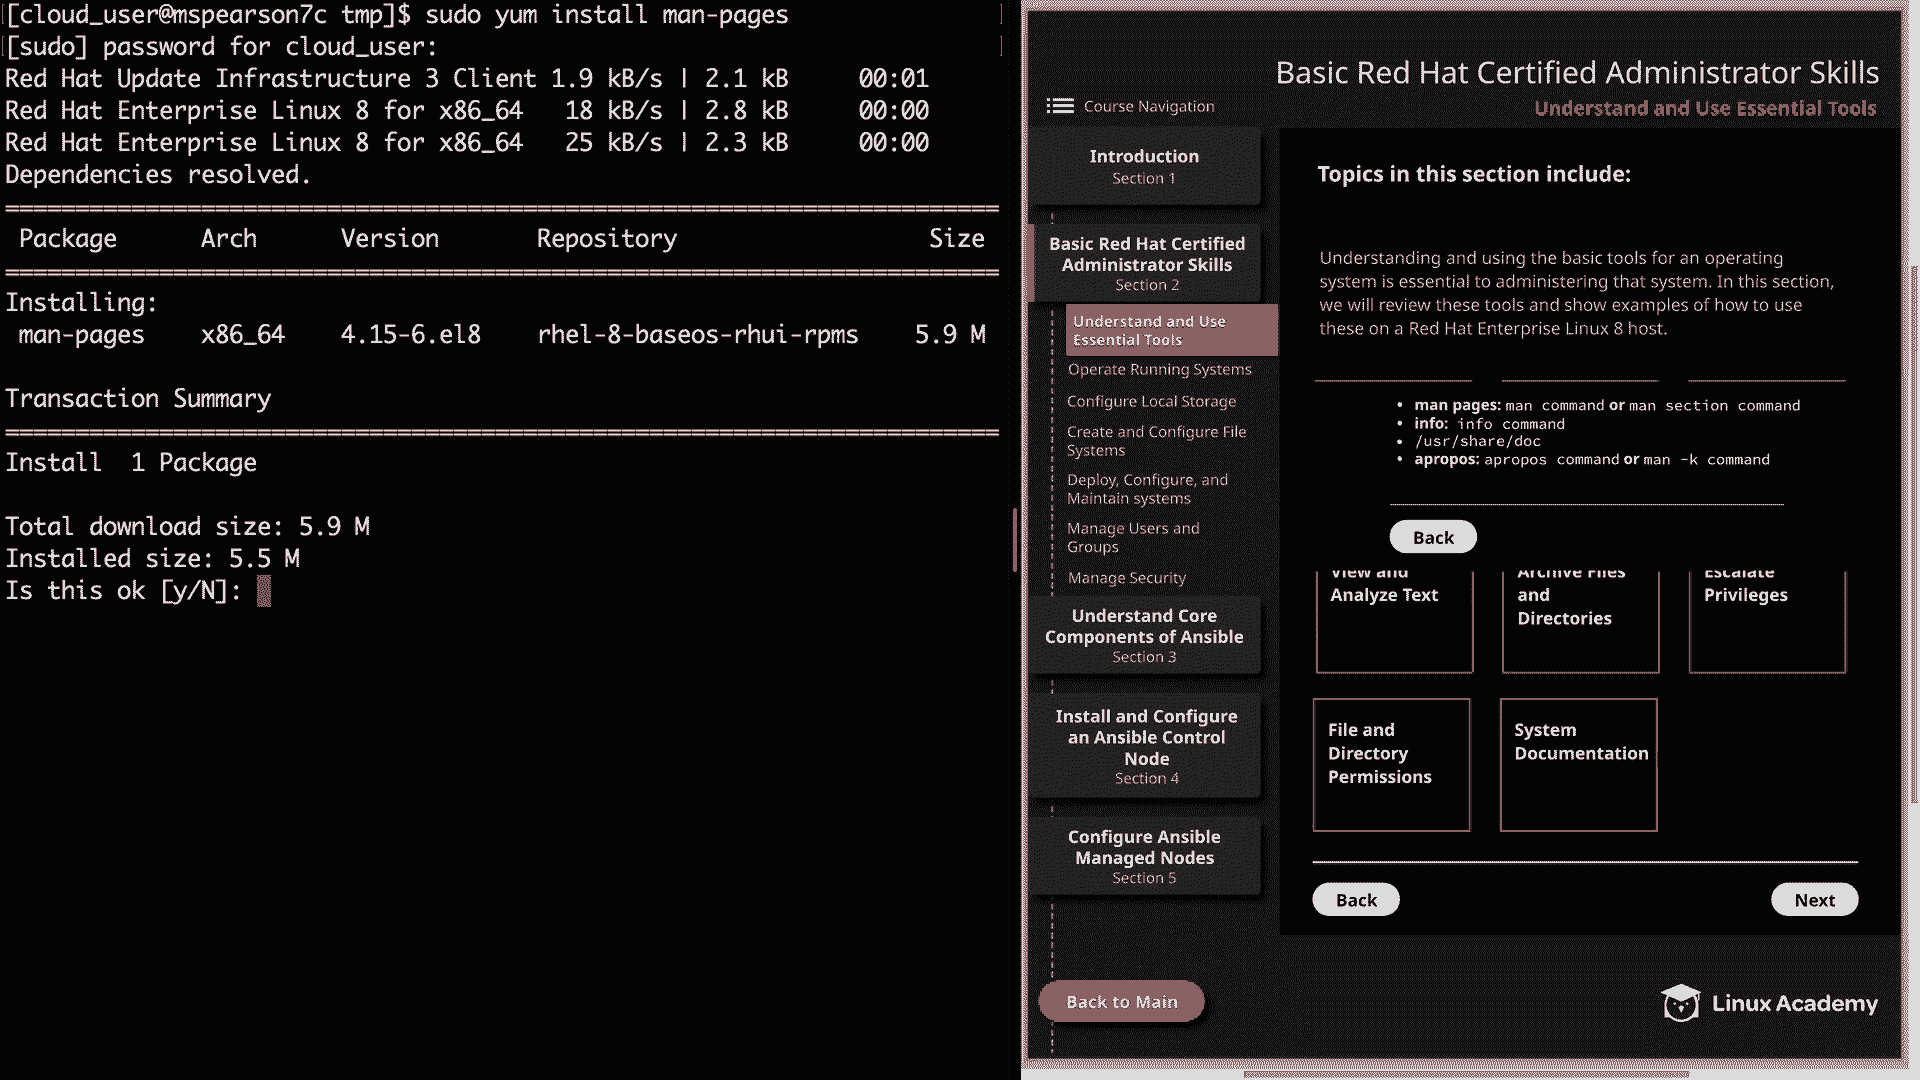 [cloud_user@mspearson7c tmp]$ sudo yum install man-pages
[sudo] password for cloud_user:
Red Hat Update Infrastructure 3 Client 1.9 kB/s | 2.1 kB     00:01
Red Hat Enterprise Linux 8 for x86_64   18 kB/s | 2.8 kB     00:00
Red Hat Enterprise Linux 8 for x86_64   25 kB/s | 2.3 kB     00:00
Dependencies resolved.
Package      Arch      Version       Repository                  Size
Installing:
man-pages    x86_64    4.15-6.el8    rhel-8-baseos-rhui-rpms    5.9 M
Transaction Summary
Install  1 Package
Total download size: 5.9 M
Installed size: 5.5 M
Is this ok [y/N]:
Basic Red Hat Certified Administrator Skills
Understand and Use Essential Tools
Course Navigation
Introduction
Section 1
Basic Red Hat Certified
Administrator Skills
Section 2
Understand and Use
Essential Tools
Operate Running Systems
Configure Local Storage
Create and Configure File
Systems
Deploy, Configure, and
Maintain systems
Manage Users and
Groups
Manage Security
Understand Core
Components of Ansible
Section 3
Install and Configure
an Ansible Control
Node
Section 4
Configure Ansible
Managed Nodes
Section 5
Back to Main
Topics in this section include:
Understanding and using the basic tools for an operating
system is essential to administering that system. In this section,
we will review these tools and show examples of how to use
these on a Red Hat Enterprise Linux 8 host.
• man pages: man command or man section command
• info: info command
• /usr/share/doc
• apropos: apropos command or man -k command
Back
View and
Analyze Text
Archive Files
and
Directories
Escalate
Privileges
File and
Directory
Permissions
System
Documentation
Back
Next
Linux Academy